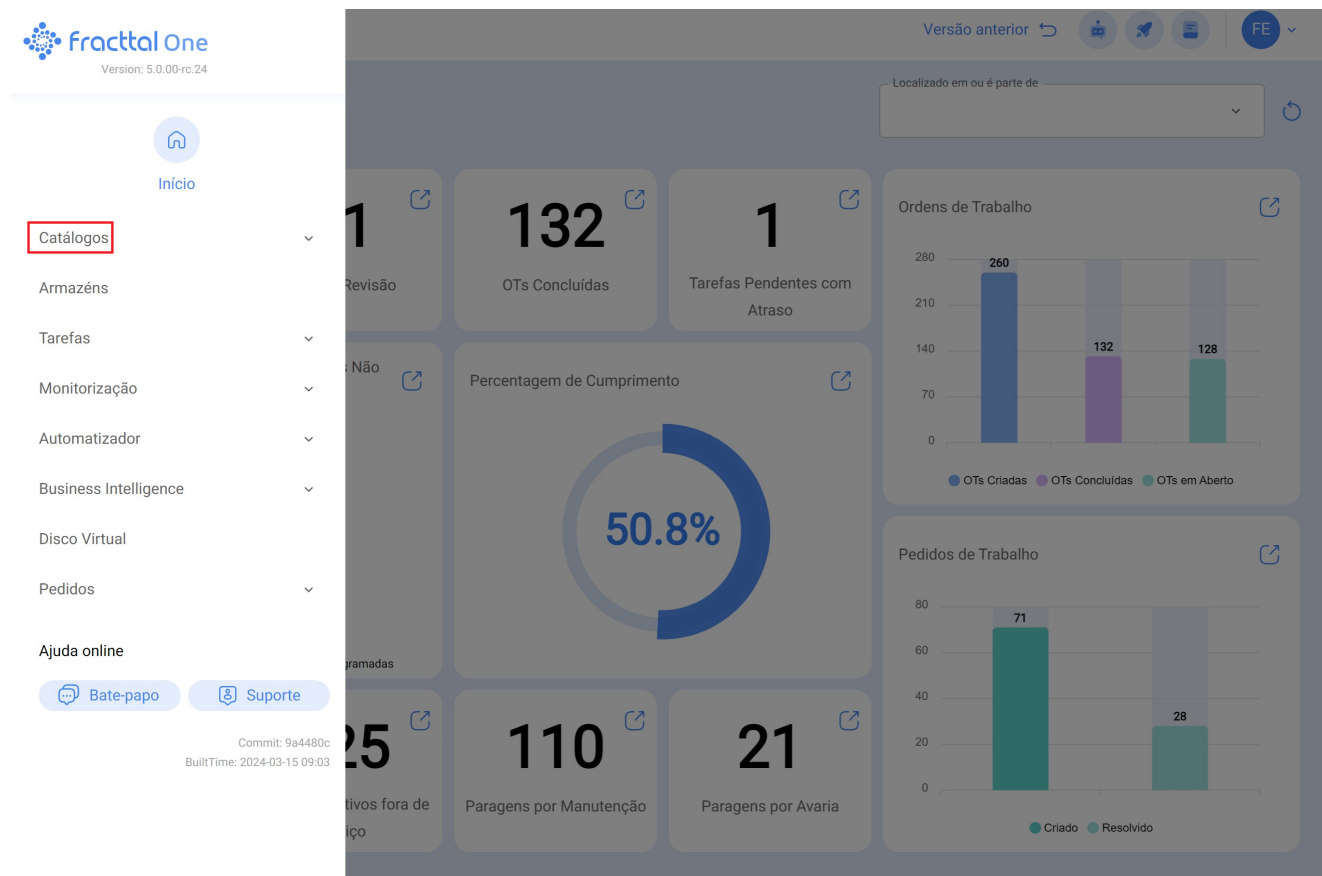 Fracttal One
Version: 5.0.00-rc.24
Início
Catálogos
Armazéns
Tarefas
Monitorização
Automatizador
Business Intelligence
Disco Virtual
Pedidos
Ajuda online
Bate-papo
Suporte
Commit: 9a4480c
BuiltTime: 2024-03-15 09:03
Versão anterior
FE
Localizado em ou é parte de
1
Revisão
132
OTs Concluídas
1
Tarefas Pendentes com
Atraso
Ordens de Trabalho
280
210
140
70
0
260
132
128
OTs Criadas
OTs Concluídas
OTs em Aberto
Não
gramadas
Percentagem de Cumprimento
50.8%
Pedidos de Trabalho
80
60
40
20
0
71
28
Criado
Resolvido
25
tivos fora de
iço
110
Paragens por Manutenção
21
Paragens por Avaria